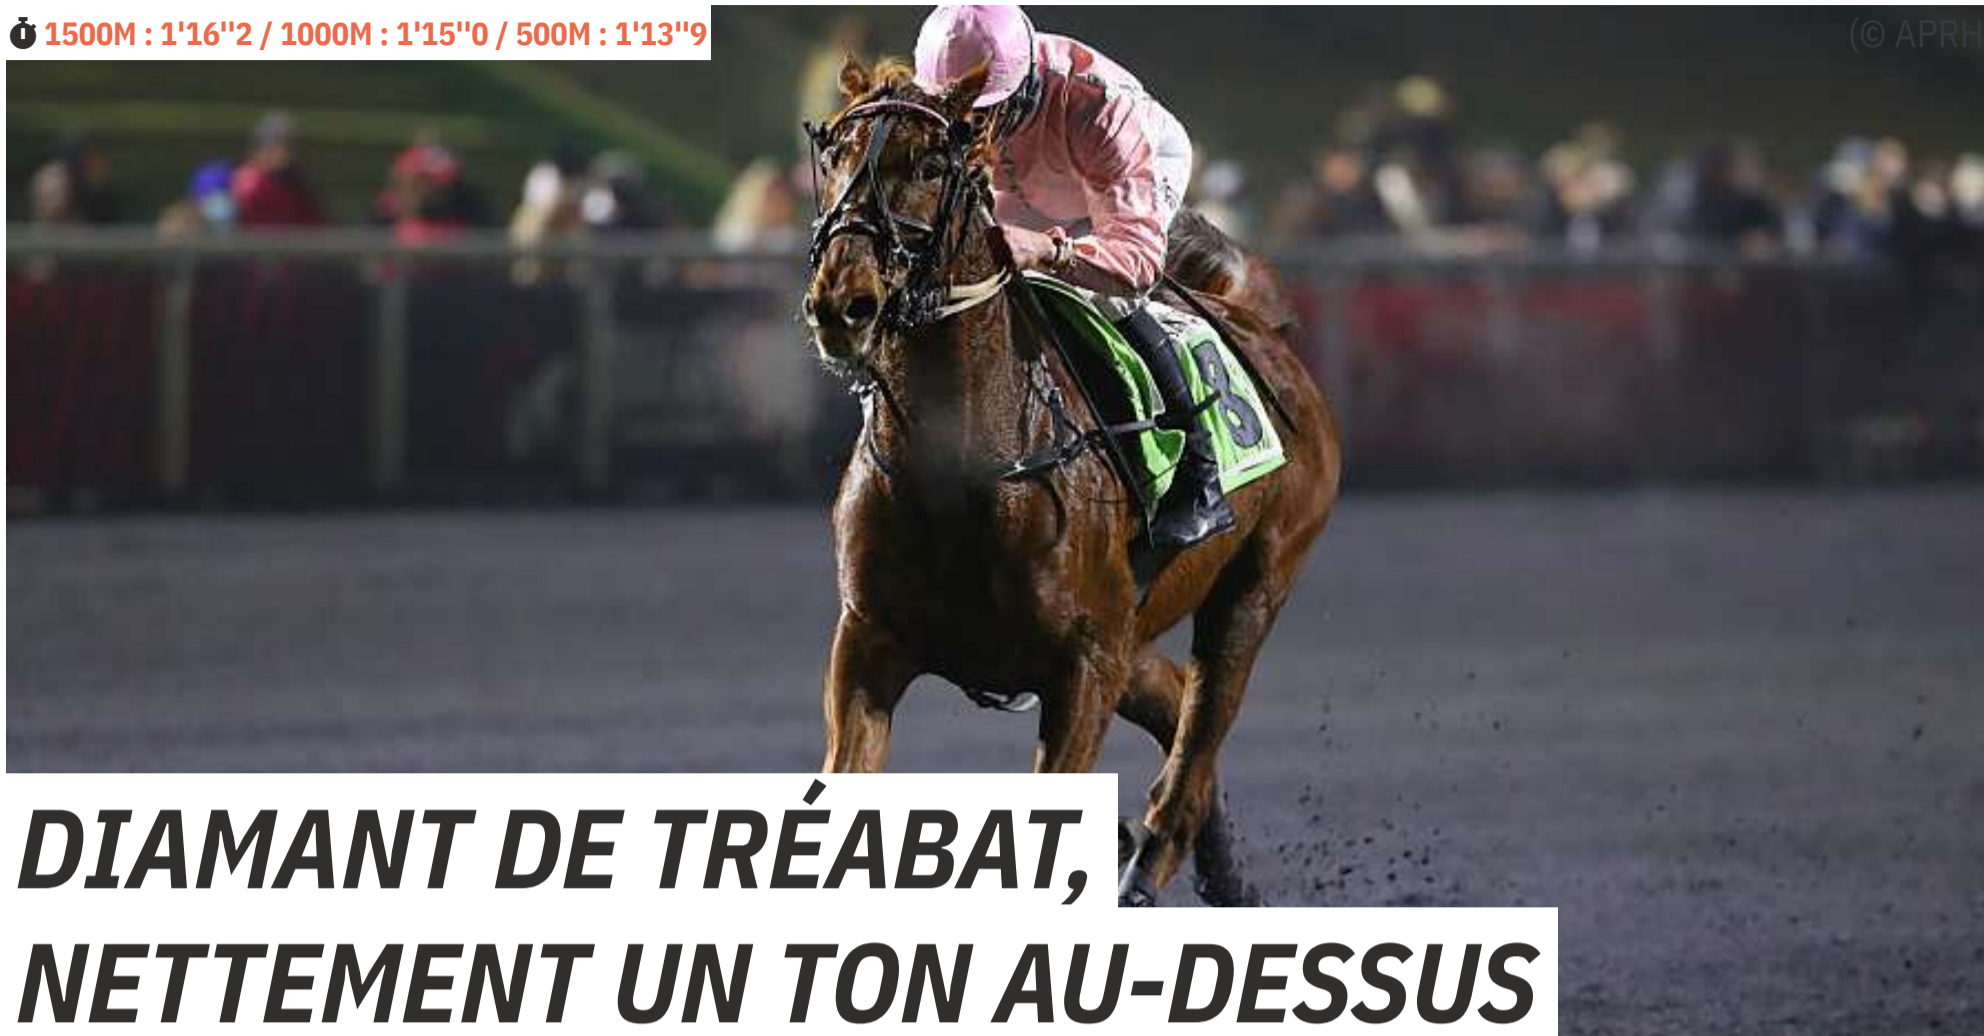 1500M : 1'16"2 / 1000M : 1'15"0 / 500M : 1'13"9
(© APRH
8
DIAMANT DE TRÉABAT,
NETTEMENT UN TON AU-DESSUS